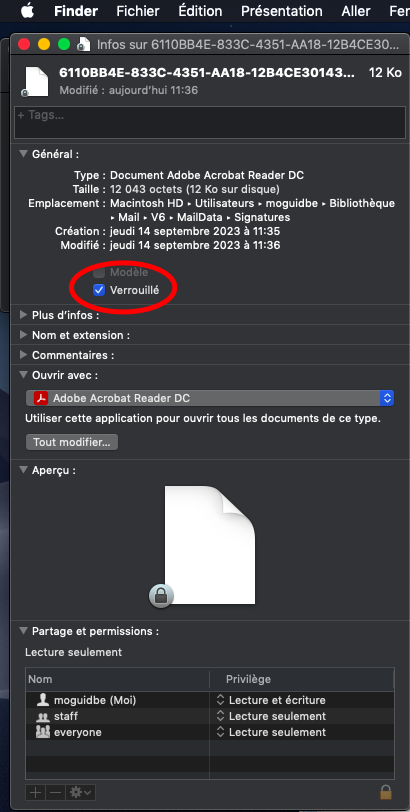 Finder Fichier Édition Présentation Aller Fer
Infos sur 6110BB4E-833C-4351-AA18-12B4CE30...
6110BB4E-833C-4351-AA18-12B4CE30143... 12 Ko
Modifié : aujourd’hui 11:36
+ Tags...
Général :
Type : Document Adobe Acrobat Reader DC
Taille : 12 043 octets (12 Ko sur disque)
Emplacement : Macintosh HD ▸ Utilisateurs ▸ moguidbe ▸ Bibliothèque
▸ Mail ▸ V6 ▸ MailData ▸ Signatures
Création : jeudi 14 septembre 2023 à 11:35
Modifié : jeudi 14 septembre 2023 à 11:36
Modèle
Verrouillé
Plus d’infos :
Nom et extension :
Commentaires :
Ouvrir avec :
Adobe Acrobat Reader DC
Utiliser cette application pour ouvrir tous les documents de ce type.
Tout modifier...
Aperçu :
Partage et permissions :
Lecture seulement
Nom Privilège
moguidbe (Moi) Lecture et écriture
staff Lecture seulement
everyone Lecture seulement